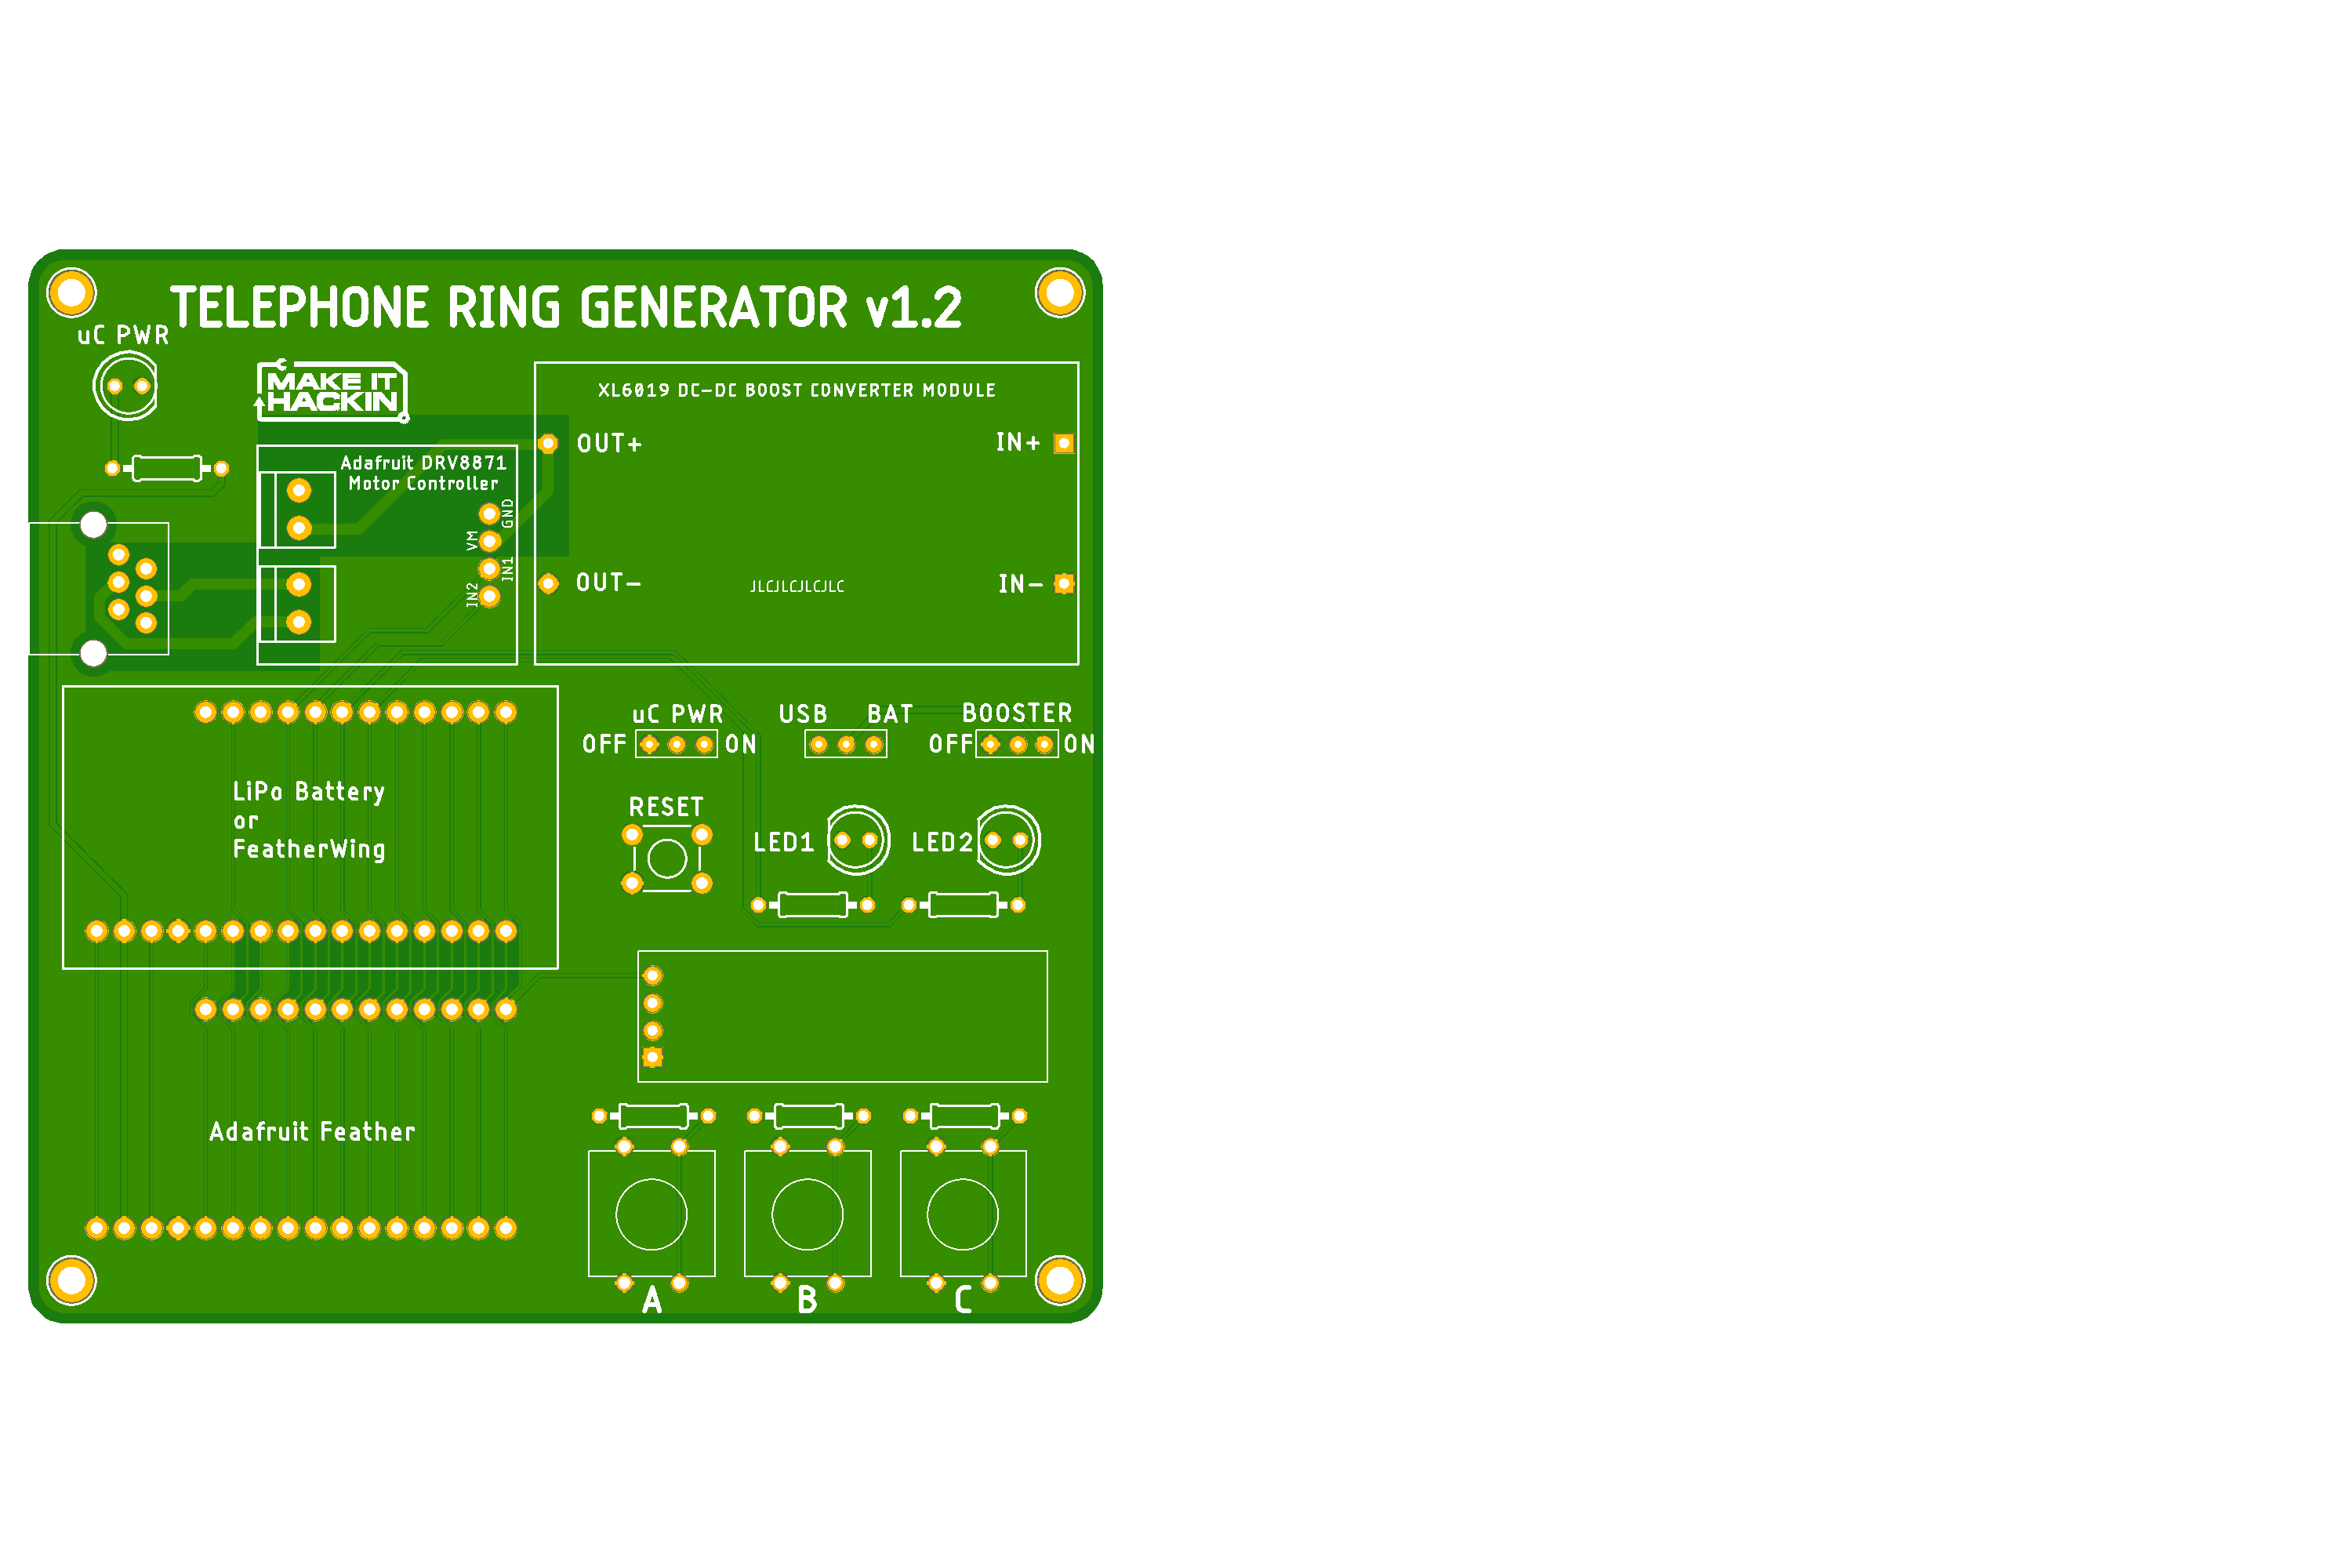 TELEPHONE RING GENERATOR v1.2
uC PWR
MAKE IT
HACKIN
XL6019 DC-DC BOOST CONVERTER MODULE
OUT+
IN+
Adafruit DRV8871
Motor Controller
GND
VM
IN1
IN2
OUT-
JLCJLCJLCJLC
IN-
uC PWR
USB
BAT
BOOSTER
OFF
ON
OFF
ON
LiPo Battery
or
FeatherWing
RESET
LED1
LED2
Adafruit Feather
A
B
C